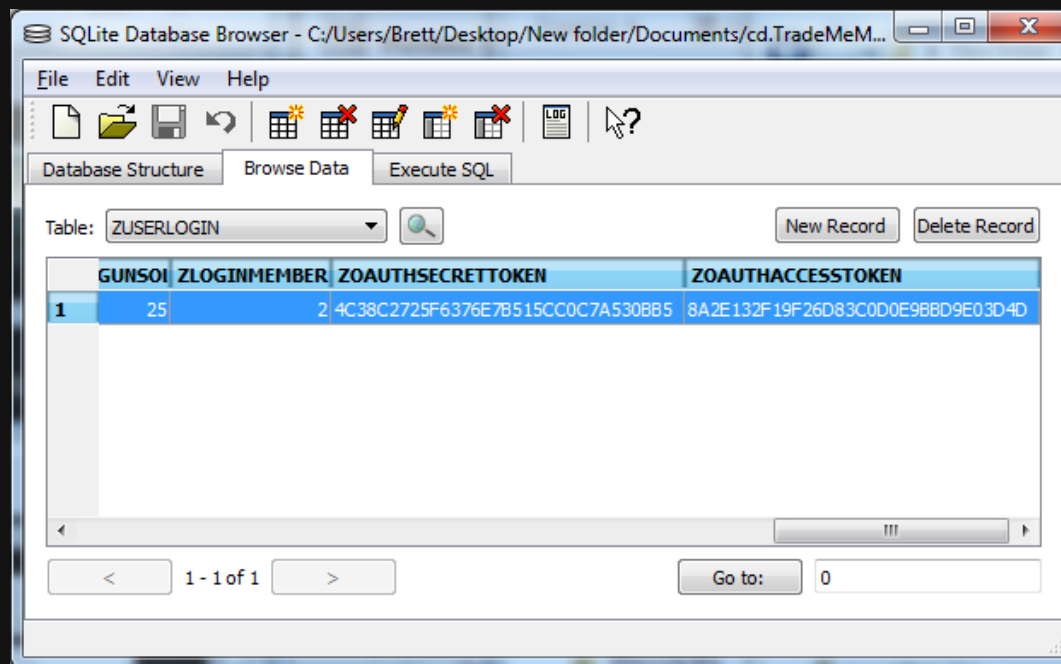 SQLite Database Browser - C:/Users/Brett/Desktop/New folder/Documents/cd.TradeMeM...
File Edit View Help
LOG
Database Structure Browse Data Execute SQL
Table: ZUSERLOGIN New Record Delete Record
GUNSOL ZLOGINMEMBER ZOAUTHSECRETTOKEN ZOAUTHACCESSTOKEN
1 25 2 4C38C2725F6376E7B515CC0C7A530BB5 8A2E132F19F26D83C0D0E9BBD9E03D4D
< 1 - 1 of 1 > Go to: 0